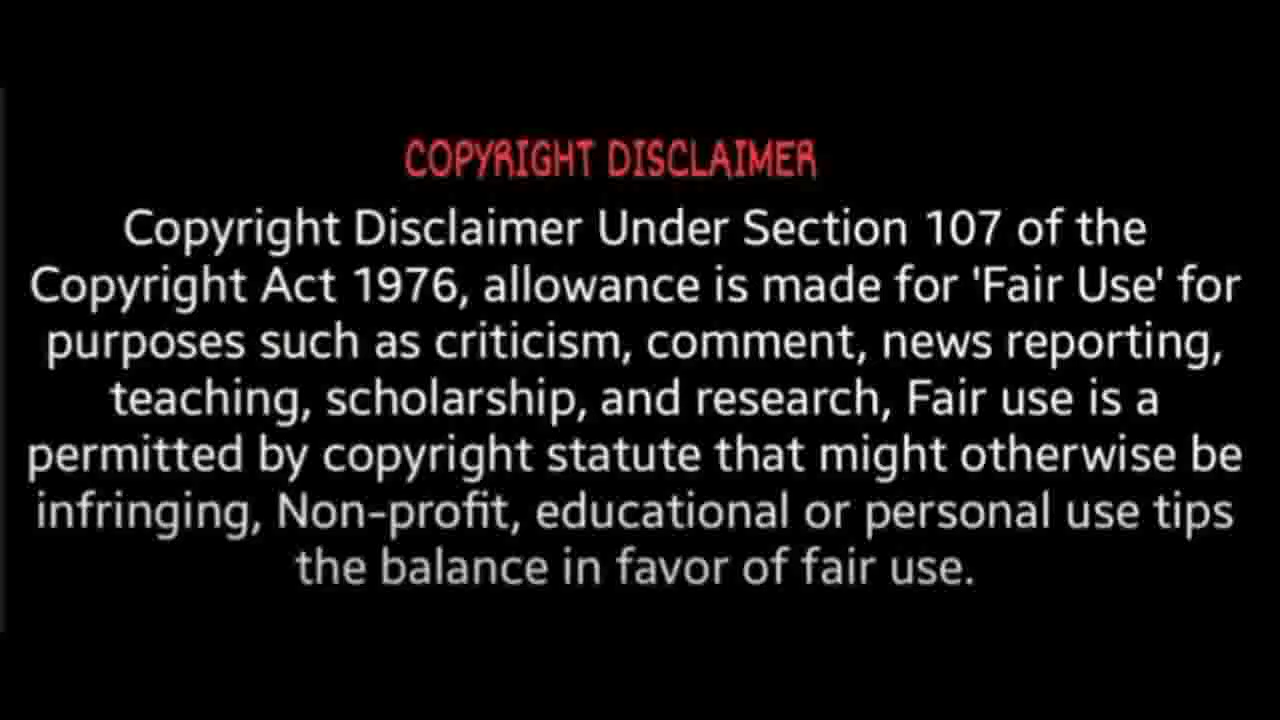 COPYRIGHT DISCLAIMER
Copyright Disclaimer Under Section 107 of the
Copyright Act 1976, allowance is made for 'Fair Use' for
purposes such as criticism, comment, news reporting,
teaching, scholarship, and research, Fair use is a
permitted by copyright statute that might otherwise be
infringing, Non-profit, educational or personal use tips
the balance in favor of fair use.